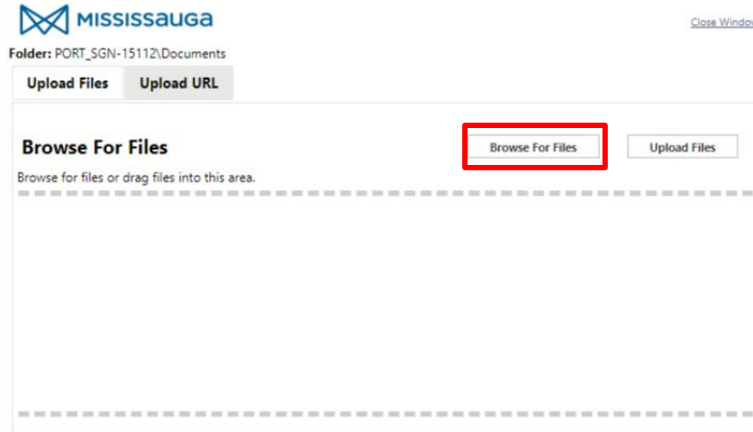 MISSISSAUGA
Close Window
Folder: PORT_SGN-15112\Documents
Upload Files Upload URL
Browse For Files Browse For Files Upload Files
Browse for files or drag files into this area.